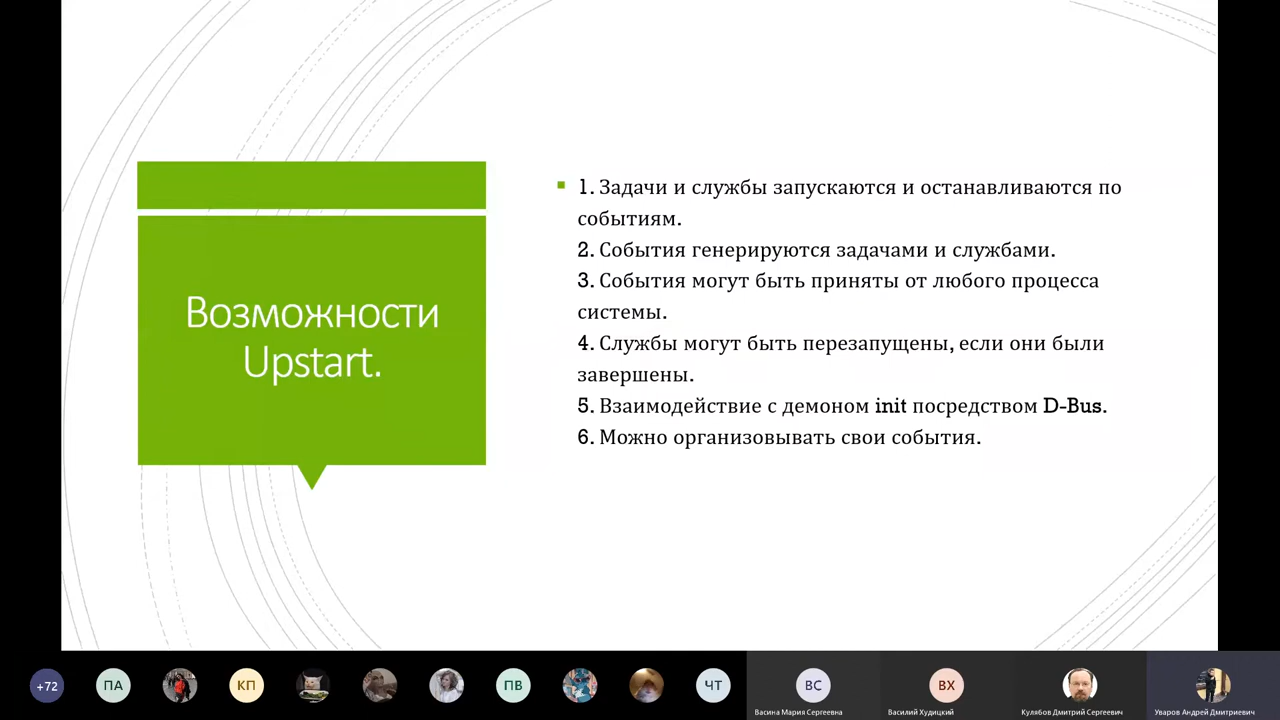 Возможности
Upstart.
1. Задачи и службы запускаются и останавливаются по
событиям.
2. События генерируются задачами и службами.
3. События могут быть приняты от любого процесса
системы.
4. Службы могут быть перезапущены, если они были
завершены.
5. Взаимодействие с демоном init посредством D-Bus.
6. Можно организовывать свои события.
+72
ПА
КП
ПВ
ЧТ
ВС
ВХ
Васина Мария Сергеевна
Василий Худицкий
Кулябов Дмитрий Сергеевич
Уваров Андрей Дмитриевич